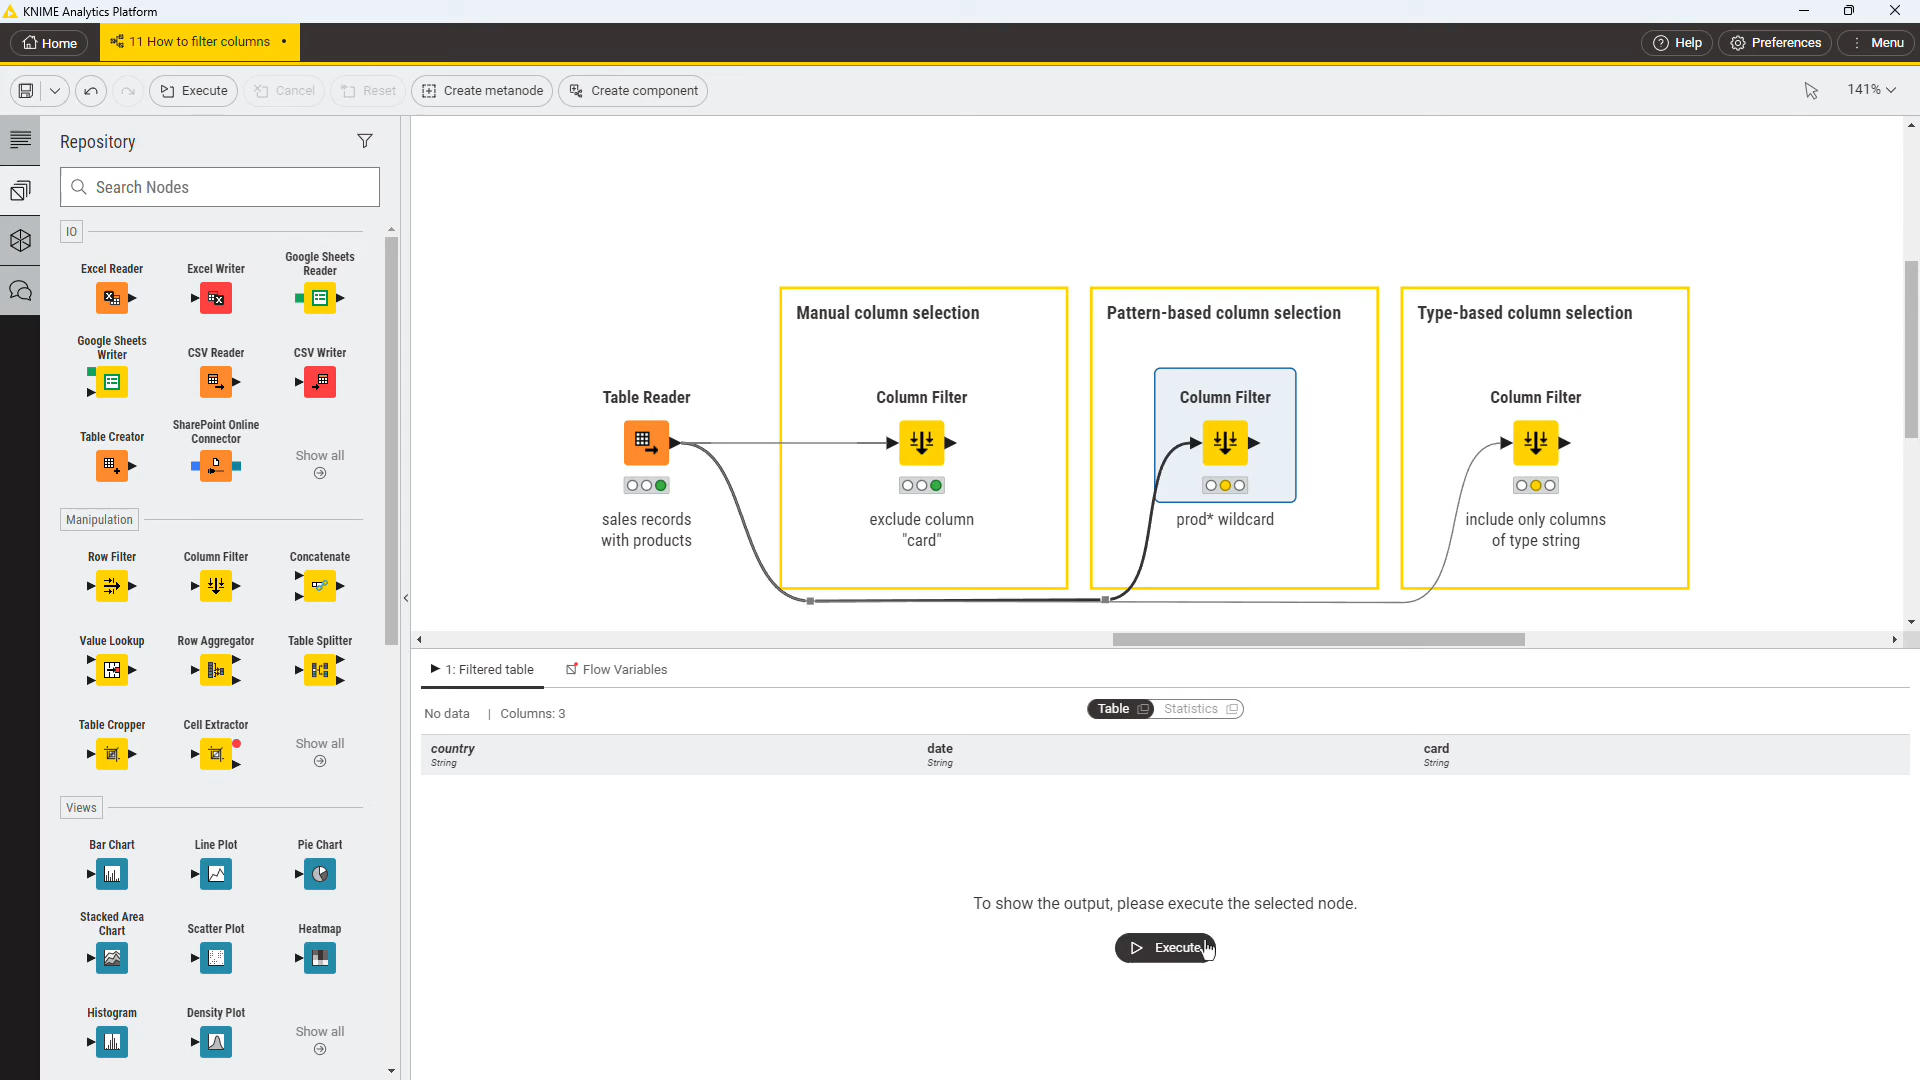 KNIME Analytics Platform
Home
11 How to filter columns •
Help
Preferences
Menu
Execute
Cancel
Reset
Create metanode
Create component
141%
Repository
Search Nodes
IO
Excel Reader
Excel Writer
Google Sheets
Reader
Google Sheets
Writer
CSV Reader
CSV Writer
Table Creator
SharePoint Online
Connector
Show all
Manipulation
Row Filter
Column Filter
Concatenate
Value Lookup
Row Aggregator
Table Splitter
Table Cropper
Cell Extractor
Show all
Views
Bar Chart
Line Plot
Pie Chart
Stacked Area
Chart
Scatter Plot
Heatmap
Histogram
Density Plot
Show all
Manual column selection
Pattern-based column selection
Type-based column selection
Table Reader
Column Filter
Column Filter
Column Filter
sales records
with products
exclude column
"card"
prod* wildcard
include only columns
of type string
1: Filtered table
Flow Variables
No data | Columns: 3
Table
Statistics
country
String
date
String
card
String
To show the output, please execute the selected node.
Execute